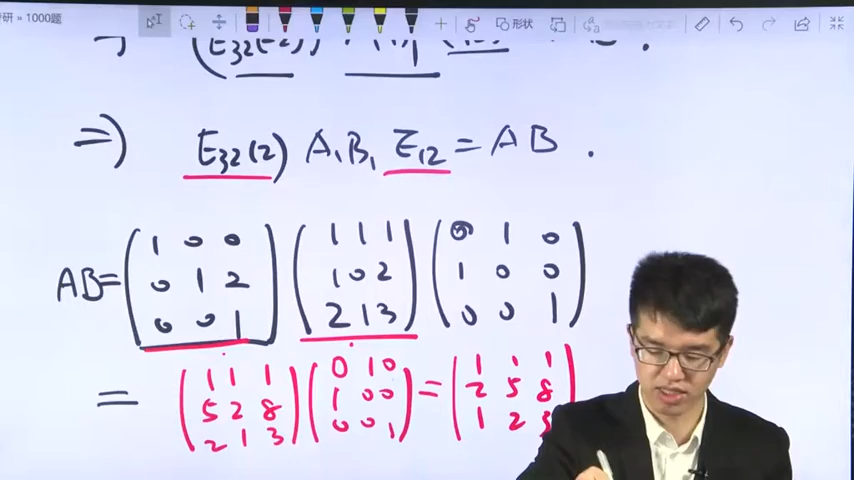 研 » 1000题
形状
⇒ E32(2) A1B1 E12 = AB .
AB= (1 0 0 / 0 1 2 / 0 0 1) (1 1 1 / 1 0 2 / 2 1 3) (0 1 0 / 1 0 0 / 0 0 1)
= (1 1 1 / 5 2 8 / 2 1 3) (0 1 0 / 1 0 0 / 0 0 1) = (1 1 1 / 2 5 8 / 1 2 3